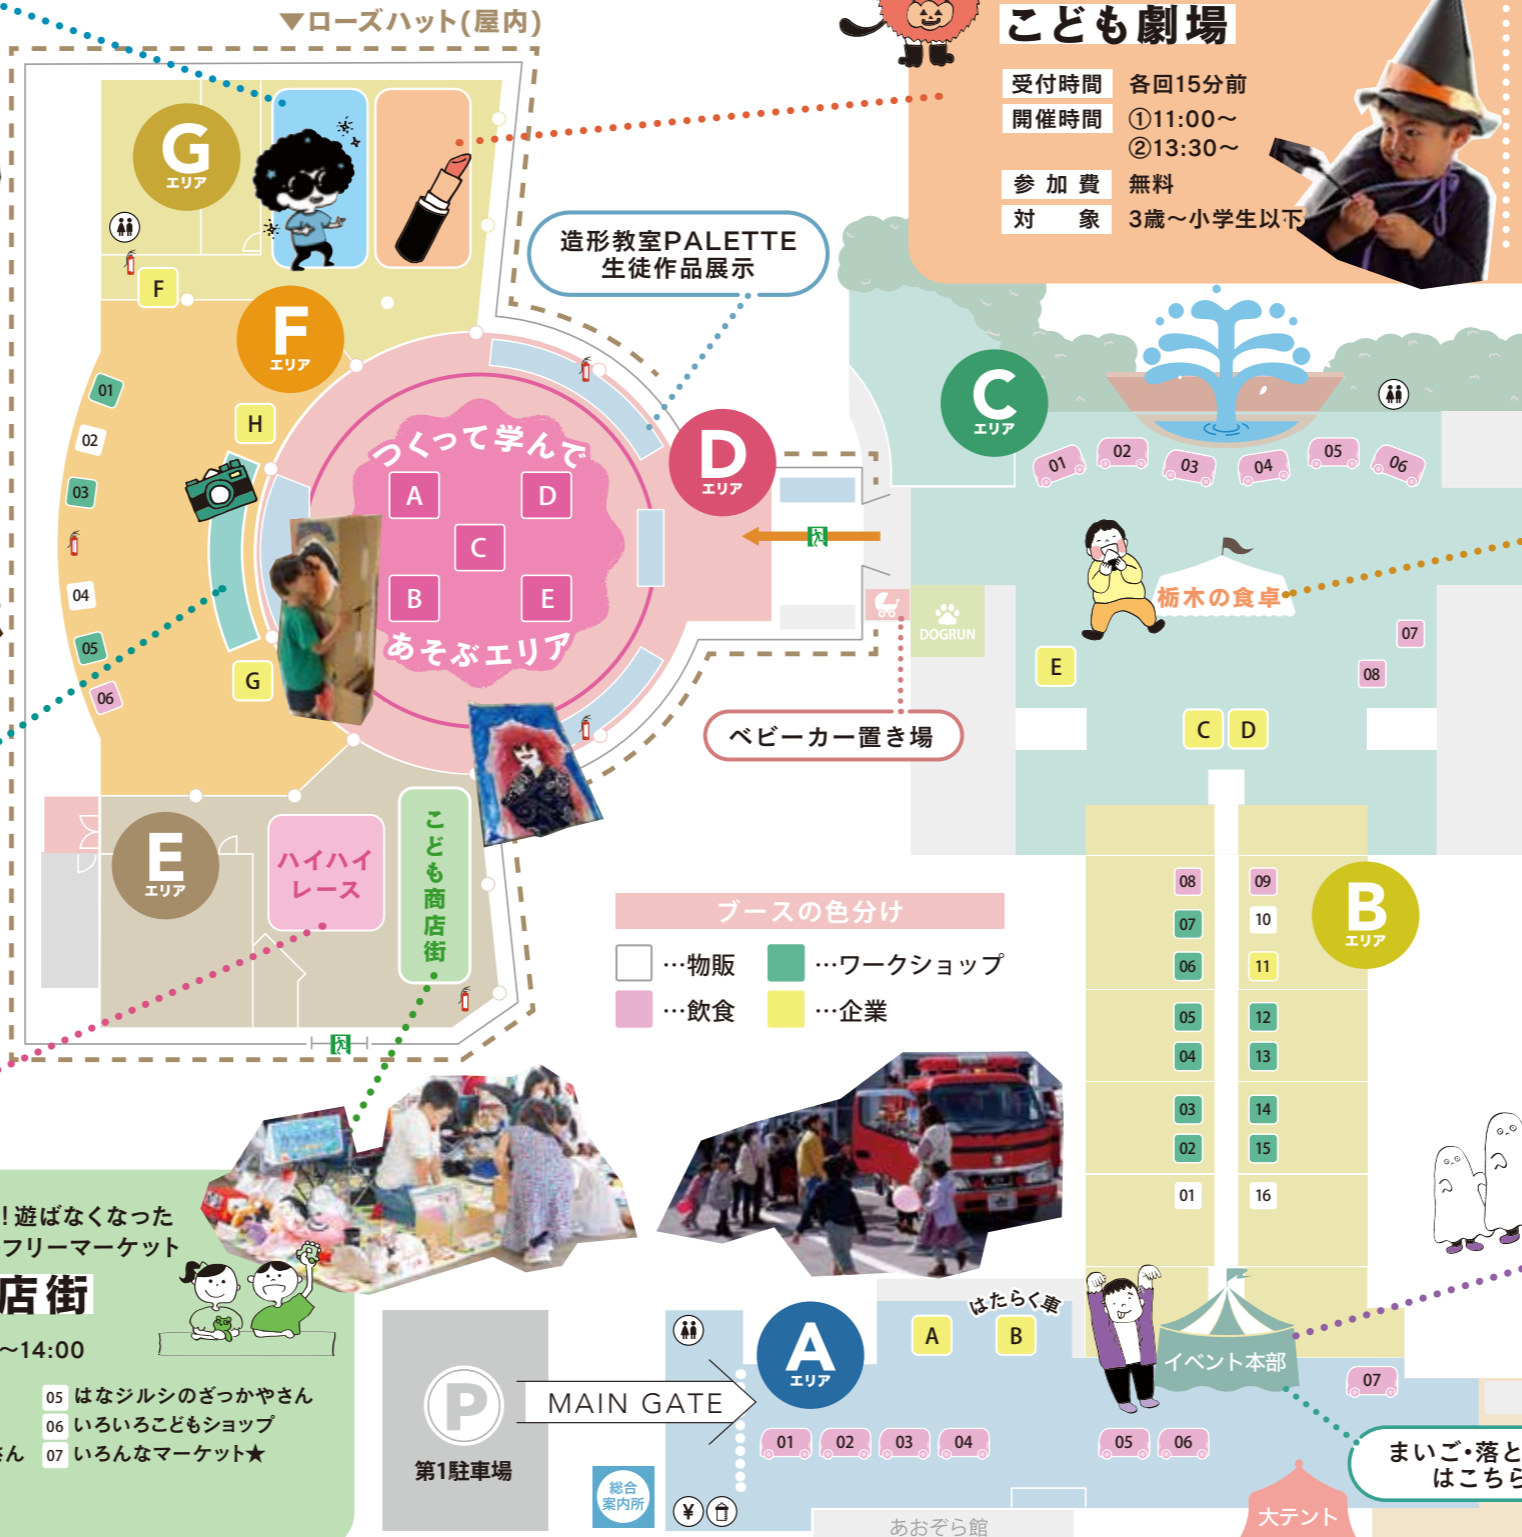 ▼ローズハット(屋内)
こども劇場
受付時間 各回15分前
開催時間 ①11:00〜
②13:30〜
参加費 無料
対象 3歳〜小学生以下
G
エリア
F
F
エリア
造形教室PALETTE
生徒作品展示
01
02
03
04
05
06
H
G
つくって学んで
A
D
C
B
E
あそぶエリア
D
エリア
C
エリア
01
02
03
04
05
06
栃木の食卓
DOGRUN
E
07
08
C
D
ベビーカー置き場
E
エリア
ハイハイ
レース
こども商店街
ブースの色分け
…物販
…ワークショップ
…飲食
…企業
B
エリア
08
09
07
10
06
11
05
12
04
13
03
14
02
15
01
16
!遊ばなくなった
フリーマーケット
店街
〜14:00
05 はなジルシのざっかやさん
06 いろいろこどもショップ
さん
07 いろんなマーケット★
P
第1駐車場
MAIN GATE
A
エリア
はたらく車
A
B
イベント本部
07
01
02
03
04
05
06
総合
案内所
¥
まいご・落と
はこちら
あおぞら館
大テント